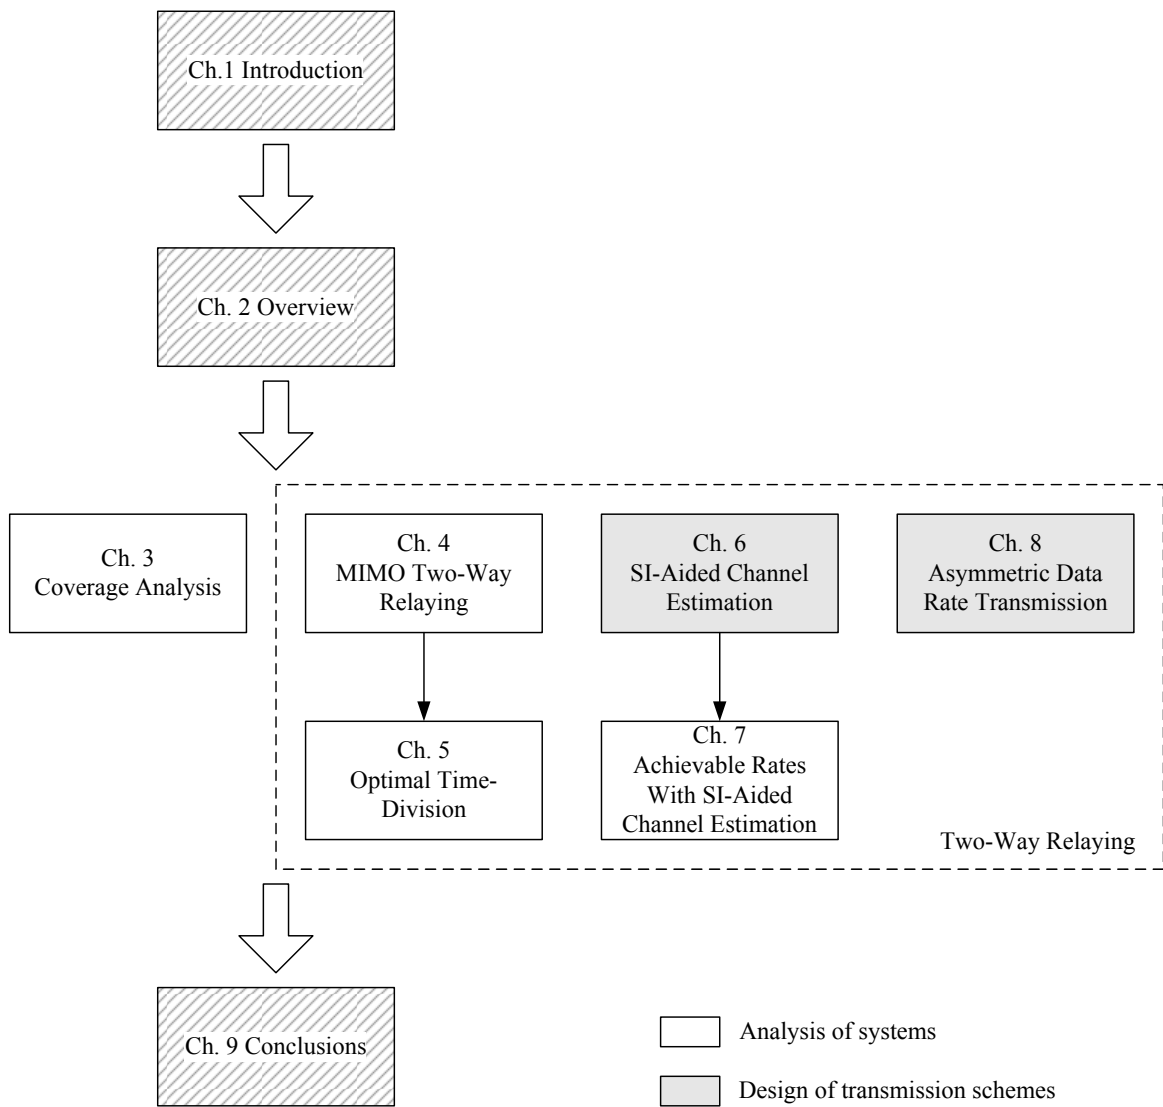 Ch.1 Introduction
Ch. 2 Overview
Ch. 3
Coverage Analysis
Ch. 4
MIMO Two-Way
Relaying
Ch. 6
SI-Aided Channel
Estimation
Ch. 8
Asymmetric Data
Rate Transmission
Ch. 5
Optimal Time-
Division
Ch. 7
Achievable Rates
With SI-Aided
Channel Estimation
Two-Way Relaying
Ch. 9 Conclusions
Analysis of systems
Design of transmission schemes